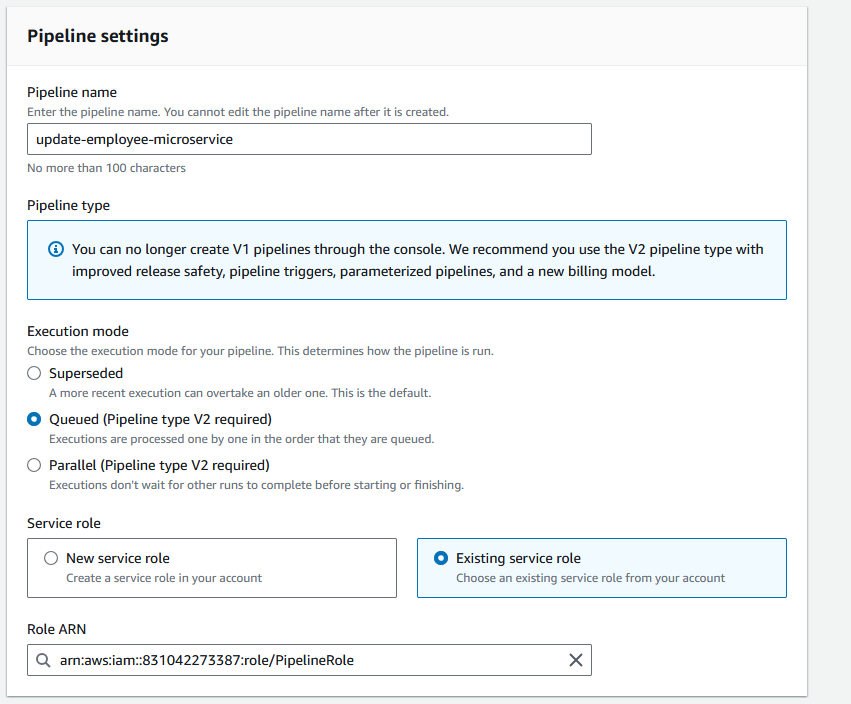 Pipeline settings
Pipeline name
Enter the pipeline name. You cannot edit the pipeline name after it is created.
update-employee-microservice
No more than 100 characters
Pipeline type
You can no longer create V1 pipelines through the console. We recommend you use the V2 pipeline type with
improved release safety, pipeline triggers, parameterized pipelines, and a new billing model.
Execution mode
Choose the execution mode for your pipeline. This determines how the pipeline is run.
Superseded
A more recent execution can overtake an older one. This is the default.
Queued (Pipeline type V2 required)
Executions are processed one by one in the order that they are queued.
Parallel (Pipeline type V2 required)
Executions don't wait for other runs to complete before starting or finishing.
Service role
New service role
Create a service role in your account
Existing service role
Choose an existing service role from your account
Role ARN
arn:aws:iam::831042273387:role/PipelineRole